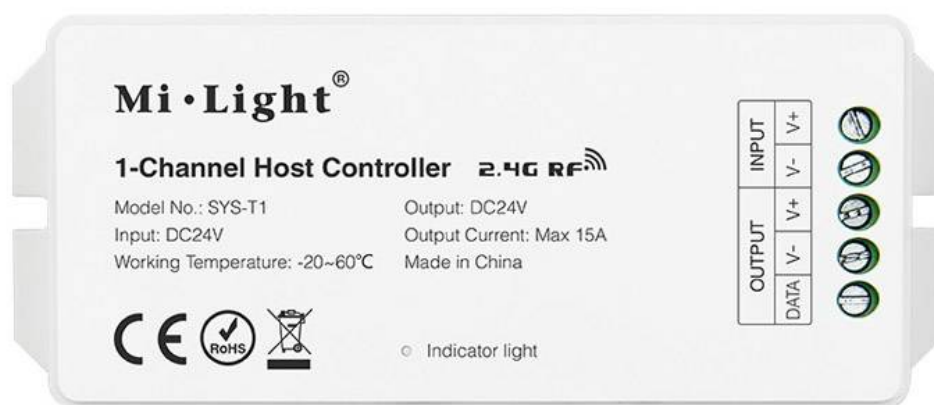 Mi·Light®
1-Channel Host Controller 2.4G RF
Model No.: SYS-T1
Input: DC24V
Working Temperature: -20~60℃
Output: DC24V
Output Current: Max 15A
Made in China
CE
RoHS
Indicator light
INPUT
V+
V-
OUTPUT
V+
V-
DATA